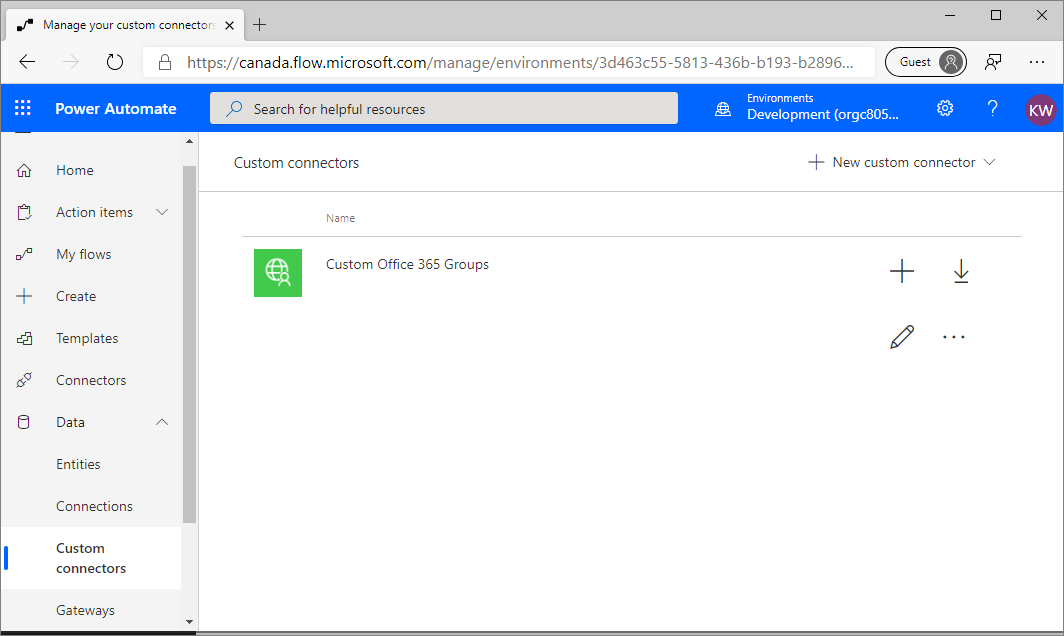 Manage your custom connectors
https://canada.flow.microsoft.com/manage/environments/3d463c55-5813-436b-b193-b2896...
Guest
Power Automate
Search for helpful resources
Environments
Development (orgc805...
?
KW
Home
Action items
My flows
Create
Templates
Connectors
Data
Entities
Connections
Custom
connectors
Gateways
Custom connectors
New custom connector
Name
Custom Office 365 Groups